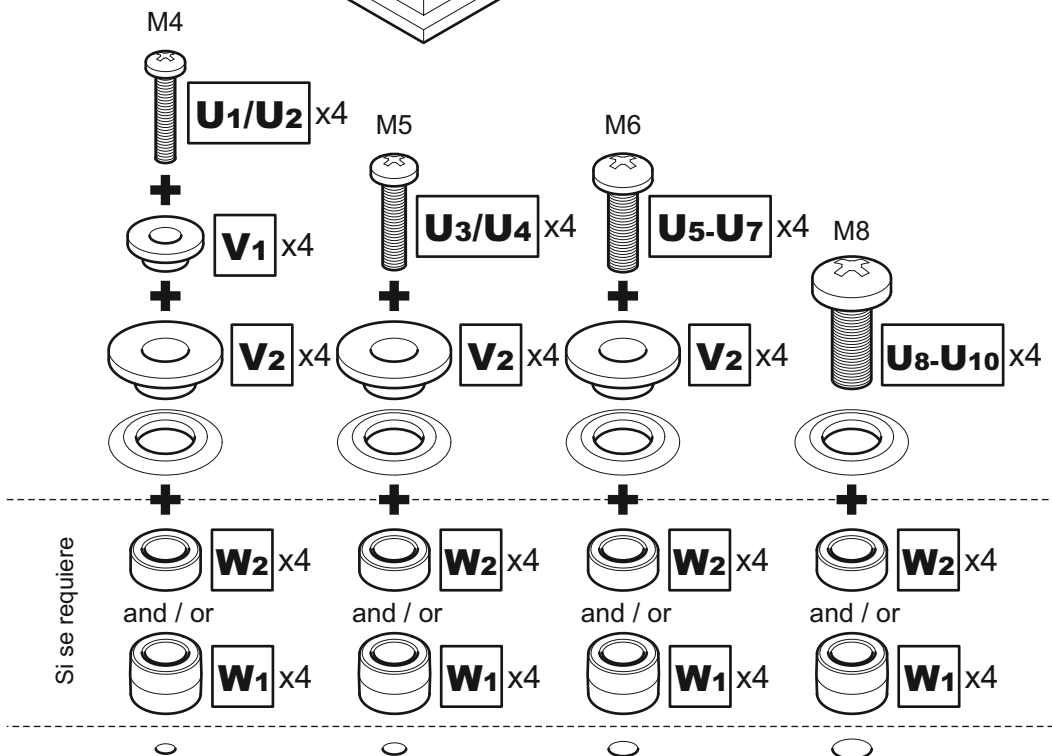 M4
U1/U2 x4
M5
M6
U3/U4 x4
U5-U7 x4
M8
V1 x4
V2 x4
V2 x4
V2 x4
U8-U10 x4
Si se requiere
W2 x4
W2 x4
W2 x4
W2 x4
and / or
and / or
and / or
and / or
W1 x4
W1 x4
W1 x4
W1 x4